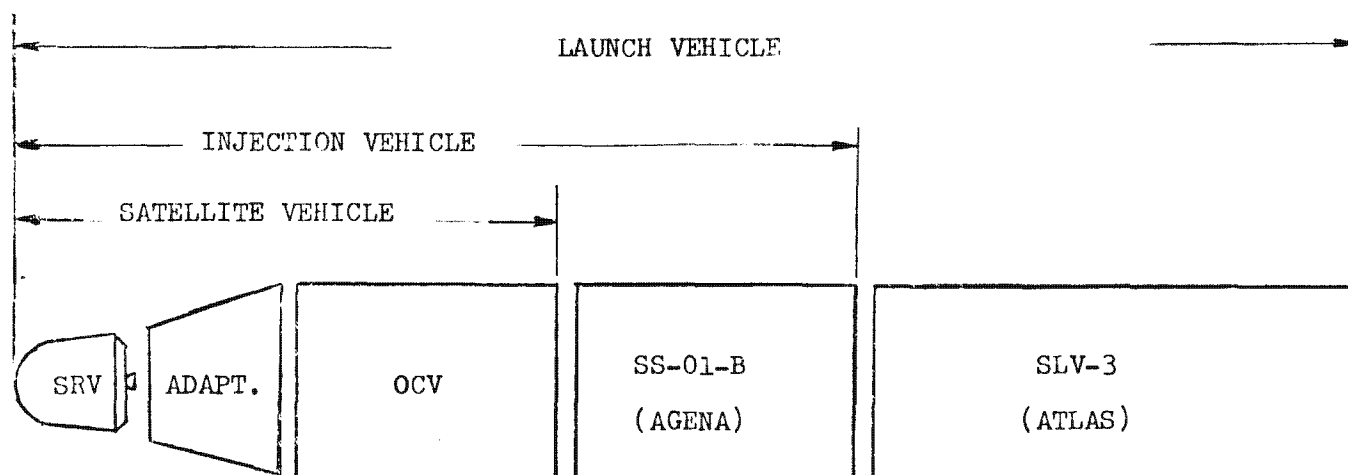 LAUNCH VEHICLE
INJECTION VEHICLE
SATELLITE VEHICLE
SRV
ADAPT.
OCV
SS-01-B
(AGENA)
SLV-3
(ATLAS)